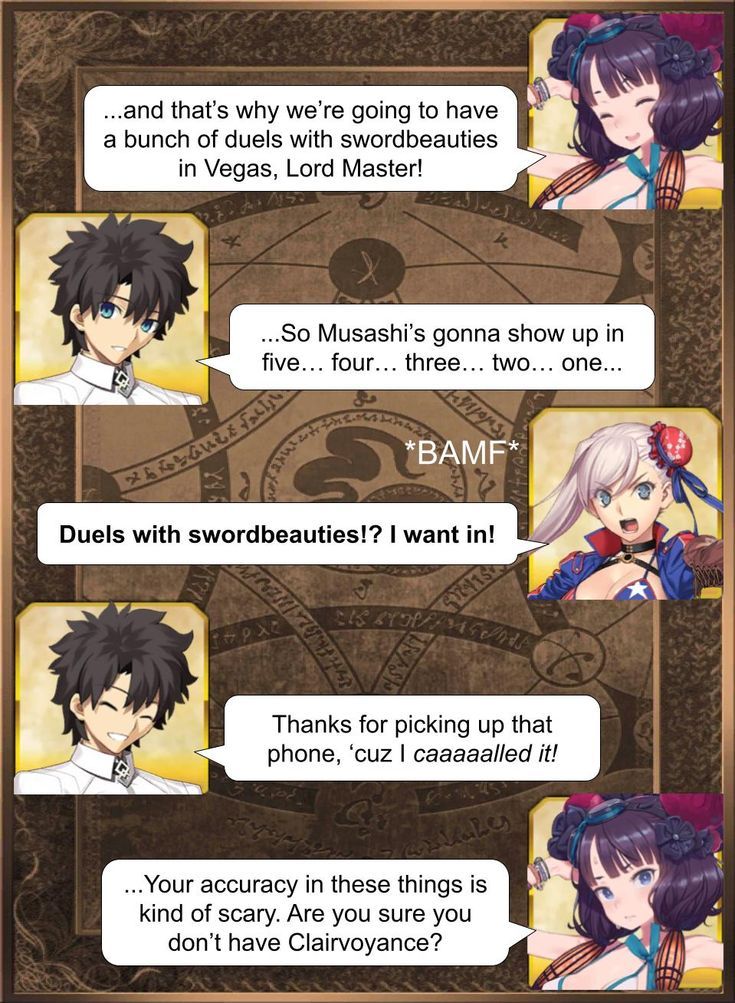 ...and that’s why we’re going to have
a bunch of duels with swordbeauties
in Vegas, Lord Master!
...So Musashi’s gonna show up in
five… four… three… two… one...
*BAMF*
Duels with swordbeauties!? I want in!
Thanks for picking up that
phone, ‘cuz I caaaaalled it!
...Your accuracy in these things is
kind of scary. Are you sure you
don’t have Clairvoyance?